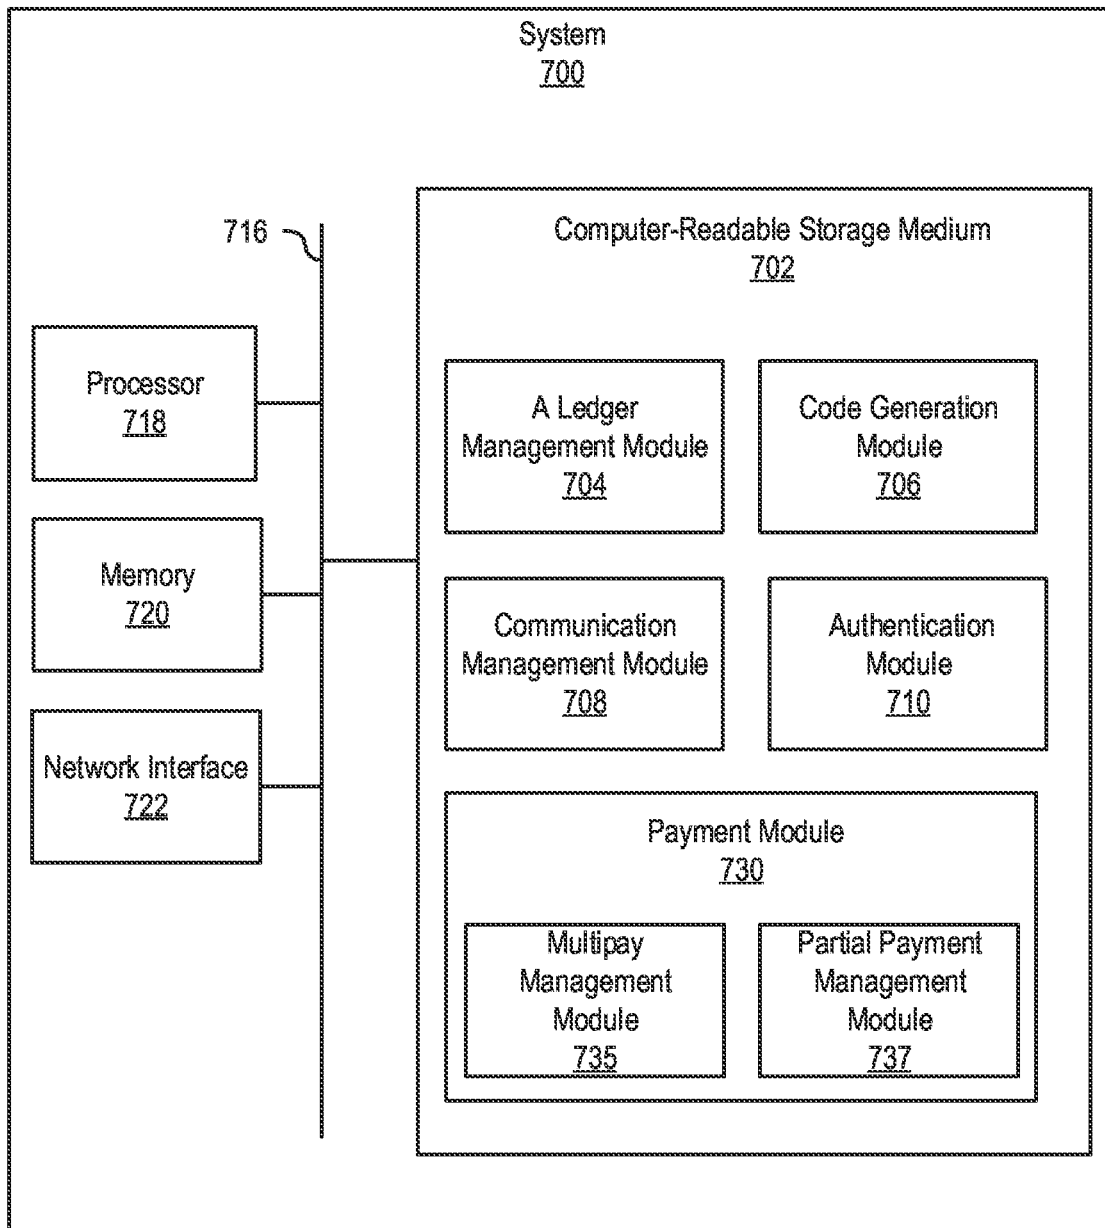 System
700
716
Processor
718
Memory
720
Network Interface
722
Computer-Readable Storage Medium
702
A Ledger
Management Module
704
Code Generation
Module
706
Communication
Management Module
708
Authentication
Module
710
Payment Module
730
Multipay
Management
Module
735
Partial Payment
Management
Module
737